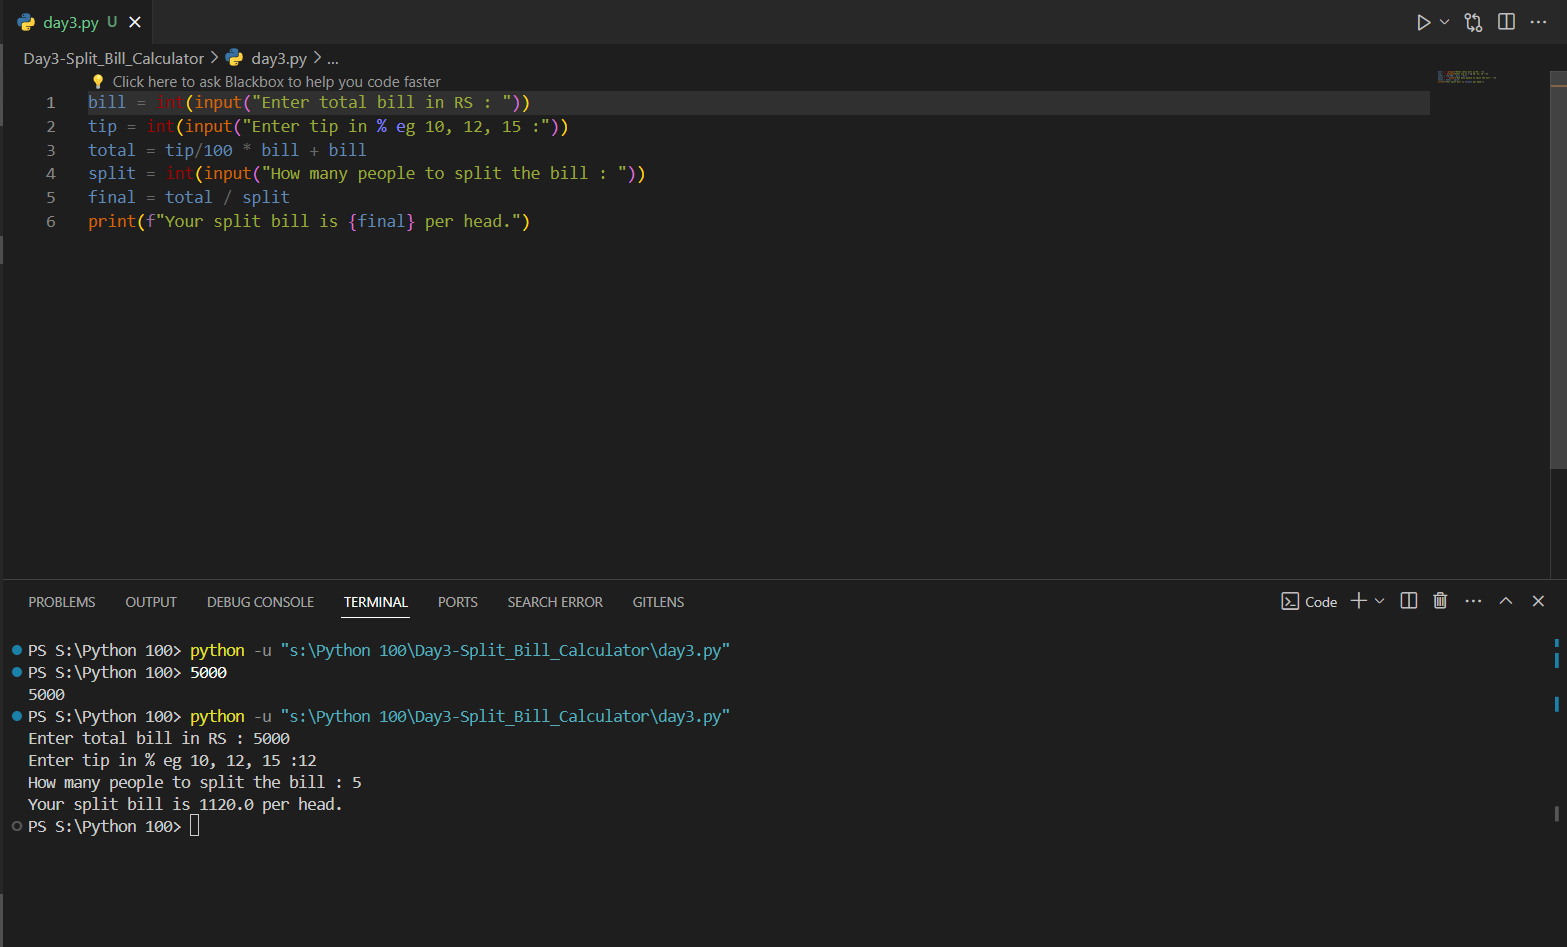 day3.py U
Day3-Split_Bill_Calculator > day3.py > ...
Click here to ask Blackbox to help you code faster
1 bill = int(input("Enter total bill in RS : "))
2 tip = int(input("Enter tip in % eg 10, 12, 15 :"))
3 total = tip/100 * bill + bill
4 split = int(input("How many people to split the bill : "))
5 final = total / split
6 print(f"Your split bill is {final} per head.")
PROBLEMS OUTPUT DEBUG CONSOLE TERMINAL PORTS SEARCH ERROR GITLENS Code
PS S:\Python 100> python -u "s:\Python 100\Day3-Split_Bill_Calculator\day3.py"
PS S:\Python 100> 5000
5000
PS S:\Python 100> python -u "s:\Python 100\Day3-Split_Bill_Calculator\day3.py"
Enter total bill in RS : 5000
Enter tip in % eg 10, 12, 15 :12
How many people to split the bill : 5
Your split bill is 1120.0 per head.
PS S:\Python 100>